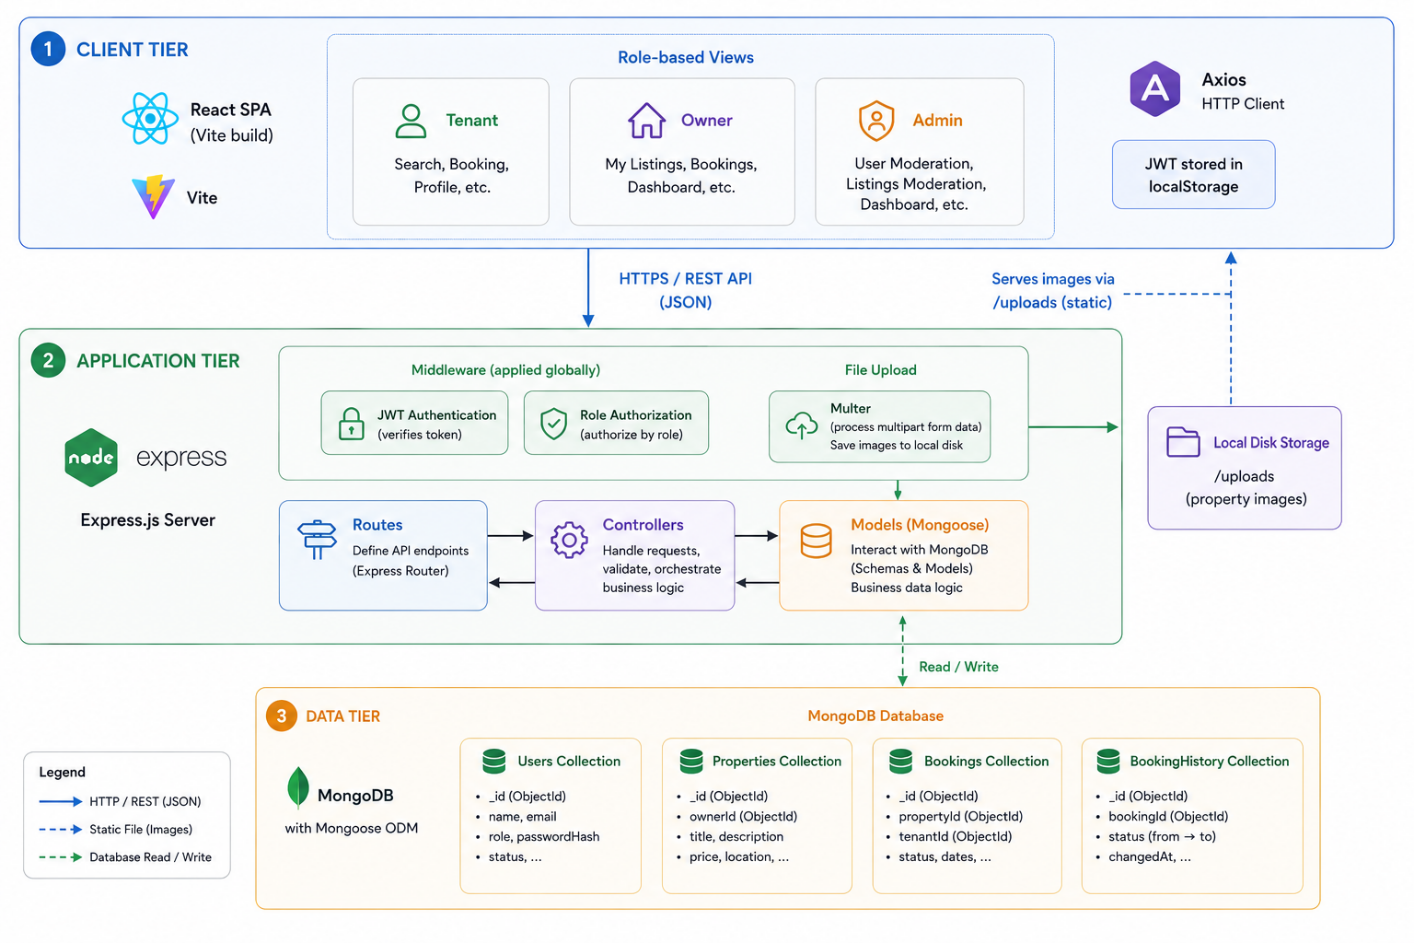 1 CLIENT TIER
React SPA
(Vite build)
Vite
Role-based Views
Tenant
Search, Booking,
Profile, etc.
Owner
My Listings, Bookings,
Dashboard, etc.
Admin
User Moderation,
Listings Moderation,
Dashboard, etc.
A
Axios
HTTP Client
JWT stored in
localStorage
HTTPS / REST API
(JSON)
Serves images via
/uploads (static)
2 APPLICATION TIER
node
express
Express.js Server
Middleware (applied globally)
JWT Authentication
(verifies token)
Role Authorization
(authorize by role)
File Upload
Multer
(process multipart form data)
Save images to local disk
Local Disk Storage
/uploads
(property images)
Routes
Define API endpoints
(Express Router)
Controllers
Handle requests,
validate, orchestrate
business logic
Models (Mongoose)
Interact with MongoDB
(Schemas & Models)
Business data logic
Read / Write
3 DATA TIER
MongoDB Database
MongoDB
with Mongoose ODM
Users Collection
• _id (ObjectId)
• name, email
• role, passwordHash
• status, ...
Properties Collection
• _id (ObjectId)
• ownerId (ObjectId)
• title, description
• price, location, ...
Bookings Collection
• _id (ObjectId)
• propertyId (ObjectId)
• tenantId (ObjectId)
• status, dates, ...
BookingHistory Collection
• _id (ObjectId)
• bookingId (ObjectId)
• status (from → to)
• changedAt, ...
Legend
HTTP / REST (JSON)
Static File (Images)
Database Read / Write